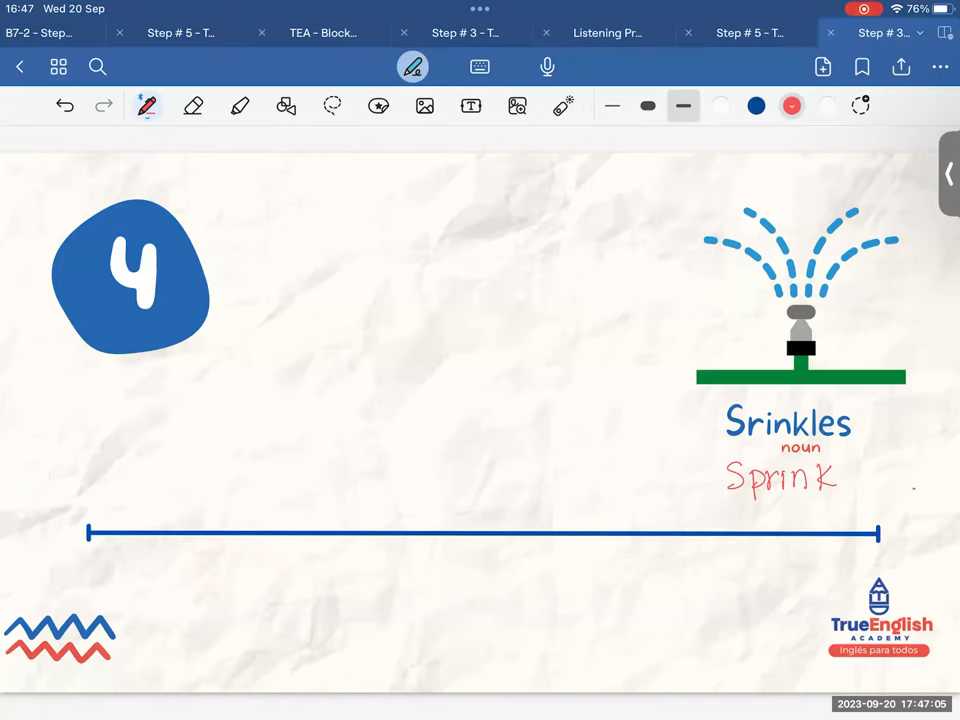 16:47 Wed 20 Sep 76%
B7-2 - Step... Step # 5 - T... TEA - Block... Step # 3 - T... Listening Pr... Step # 5 - T... Step # 3...
4
Srinkles
noun
Sprink
TrueEnglish
ACADEMY
Inglés para todos
2023-09-20 17:47:05